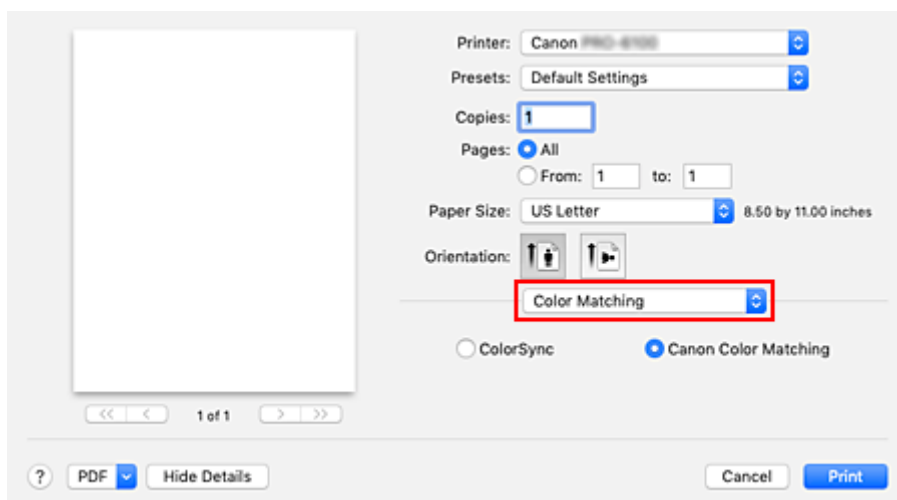 Printer: Canon
Presets: Default Settings
Copies: 1
Pages: All
From: 1 to: 1
Paper Size: US Letter 8.50 by 11.00 inches
Orientation:
Color Matching
ColorSync Canon Color Matching
1 of 1
? PDF Hide Details Cancel Print